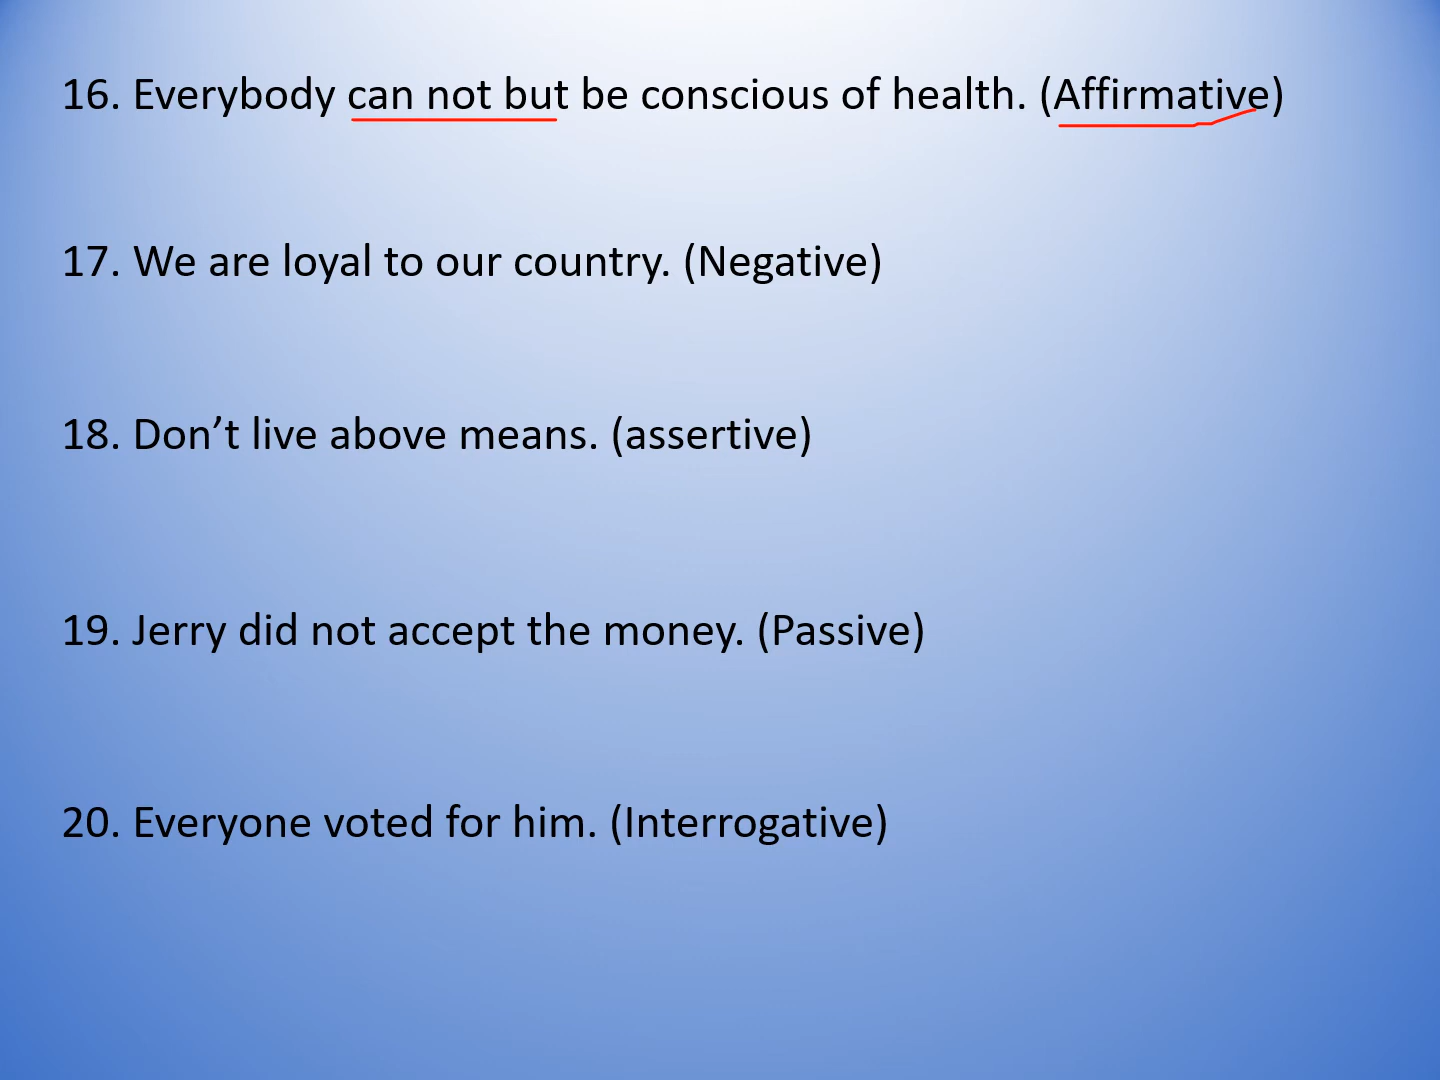 16. Everybody can not but be conscious of health. (Affirmative)
17. We are loyal to our country. (Negative)
18. Don’t live above means. (assertive)
19. Jerry did not accept the money. (Passive)
20. Everyone voted for him. (Interrogative)